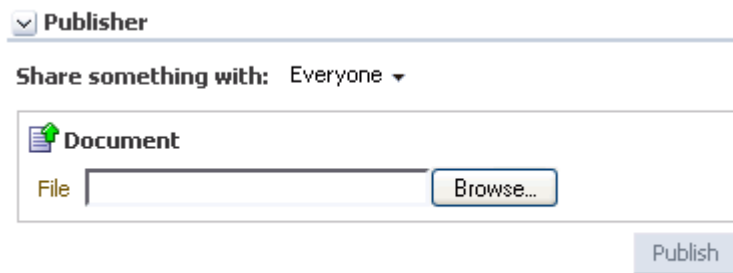 Publisher
Share something with: Everyone
Document
File Browse...
Publish